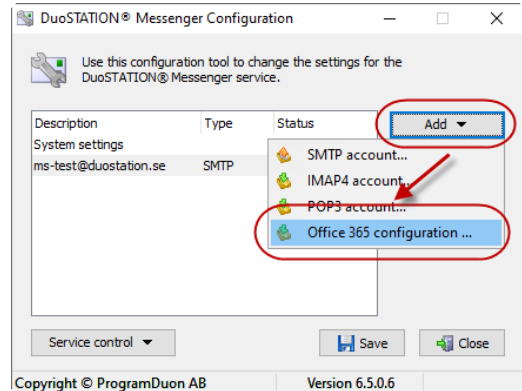 DuoSTATION® Messenger Configuration
Use this configuration tool to change the settings for the
DuoSTATION® Messenger service.
Description Type Status
Add
System settings
ms-test@duostation.se SMTP
SMTP account...
IMAP4 account...
POP3 account...
Office 365 configuration ...
Service control
Save
Close
Copyright © ProgramDuon AB
Version 6.5.0.6